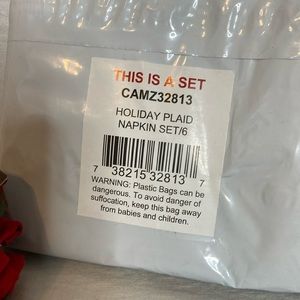 THIS IS A SET
CAMZ32813
HOLIDAY PLAID
NAPKIN SET/6
7 38215 32813 7
WARNING: Plastic Bags can be
dangerous. To avoid danger of
suffocation, keep this bag away
from babies and children.